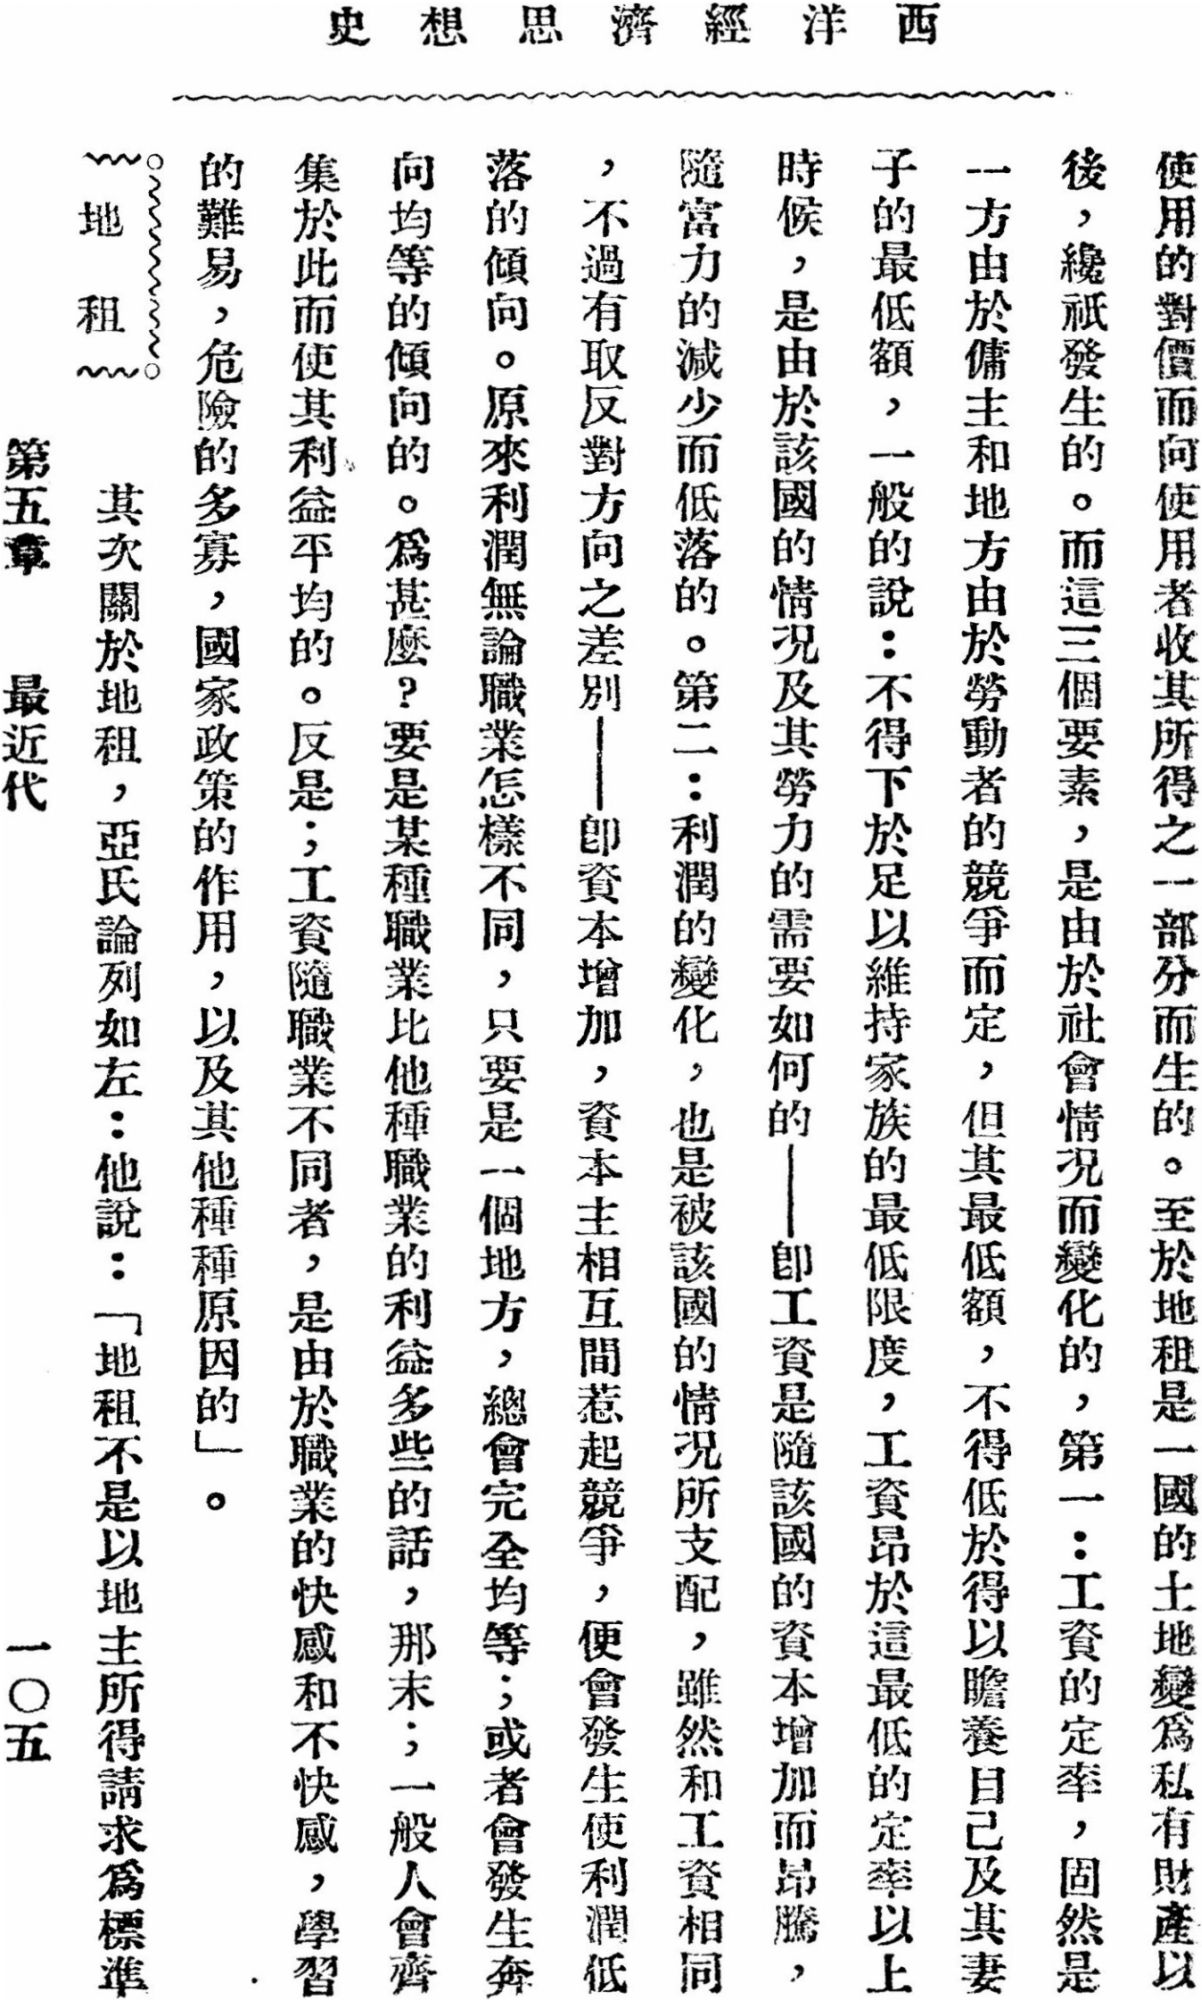 西洋經濟思想史
使用的對價而向使用者收其所得之一部分而生的。至於地租是一國的土地變爲私有財產以
後，纔祇發生的。而這三個要素，是由於社會情况而變化的，第一：工資的定率，固然是
一方由於傭主和地方由於勞動者的競爭而定，但其最低額，不得低於得以瞻養目己及其妻
子的最低額，一般的說：不得下於足以維持家族的最低限度，工資昂於這最低的定率以上
時候，是由於該國的情况及其勞力的需要如何的——卽工資是隨該國的資本增加而昂騰，
隨富力的減少而低落的。第二：利潤的變化，也是被該國的情况所支配，雖然和工資相同
，不過有取反對方向之差別——卽資本增加，資本主相互間惹起競爭，便會發生使利潤低
落的傾向。原來利潤無論職業怎樣不同，只要是一個地方，總會完全均等；或者會發生奔
向均等的傾向的。爲甚麼？要是某種職業比他種職業的利益多些的話，那末；一般人會齊
集於此而使其利益平均的。反是；工資隨職業不同者，是由於職業的快感和不快感，學習
的難易，危險的多寡，國家政策的作用，以及其他種種原因的」。
地租
其次關於地租，亞氏論列如左：他說：「地租不是以地主所得請求爲標準
第五章　最近代　一〇五